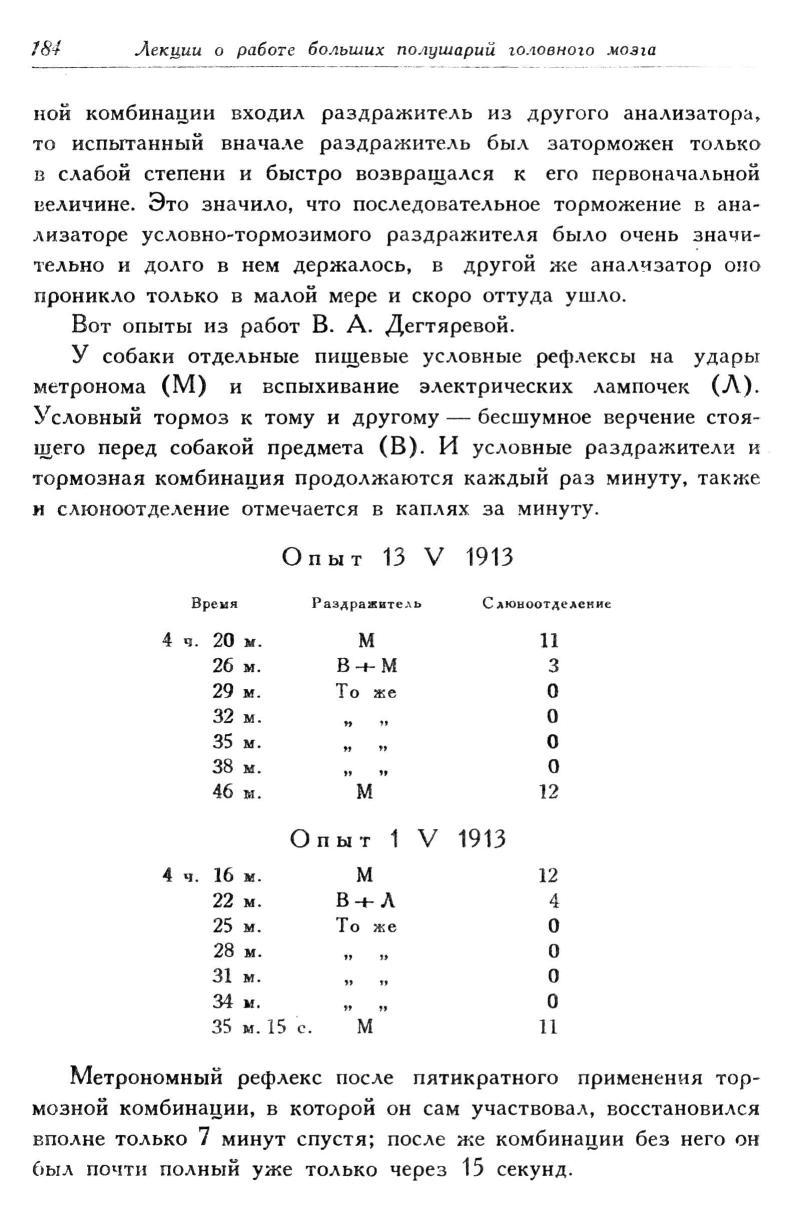 184 Лекции о работе больших полушарий головного мозга
ной комбинации входил раздражитель из другого анализатора,
то испытанный вначале раздражитель был заторможен только
в слабой степени и быстро возвращался к его первоначальной
величине. Это значило, что последовательное торможение в ана-
лизаторе условно-тормозимого раздражителя было очень значи-
тельно и долго в нем держалось, в другой же анализатор оно
проникло только в малой мере и скоро оттуда ушло.
Вот опыты из работ В. А. Дегтяревой.
У собаки отдельные пищевые условные рефлексы на удары
метронома (М) и вспыхивание электрических лампочек (Л).
Условный тормоз к тому и другому — бесшумное верчение стоя-
щего перед собакой предмета (В). И условные раздражители и
тормозная комбинация продолжаются каждый раз минуту, также
и слюноотделение отмечается в каплях за минуту.
Опыт 13 V 1913
Время Раздражитель Слюноотделение
4 ч. 20 м. М 11
26 м. В + М 3
29 м. То же 0
32 м. „ „ 0
35 м. „ „ 0
38 м. „ „ 0
46 м. М 12
Опыт 1 V 1913
4 ч. 16 м. М 12
22 м. В + Л 4
25 м. То же 0
28 м. „ „ 0
31 м. „ „ 0
34 м. „ „ 0
35 м. 15 с. М 11
Метрономный рефлекс после пятикратного применения тор-
мозной комбинации, в которой он сам участвовал, восстановился
вполне только 7 минут спустя; после же комбинации без него он
был почти полный уже только через 15 секунд.